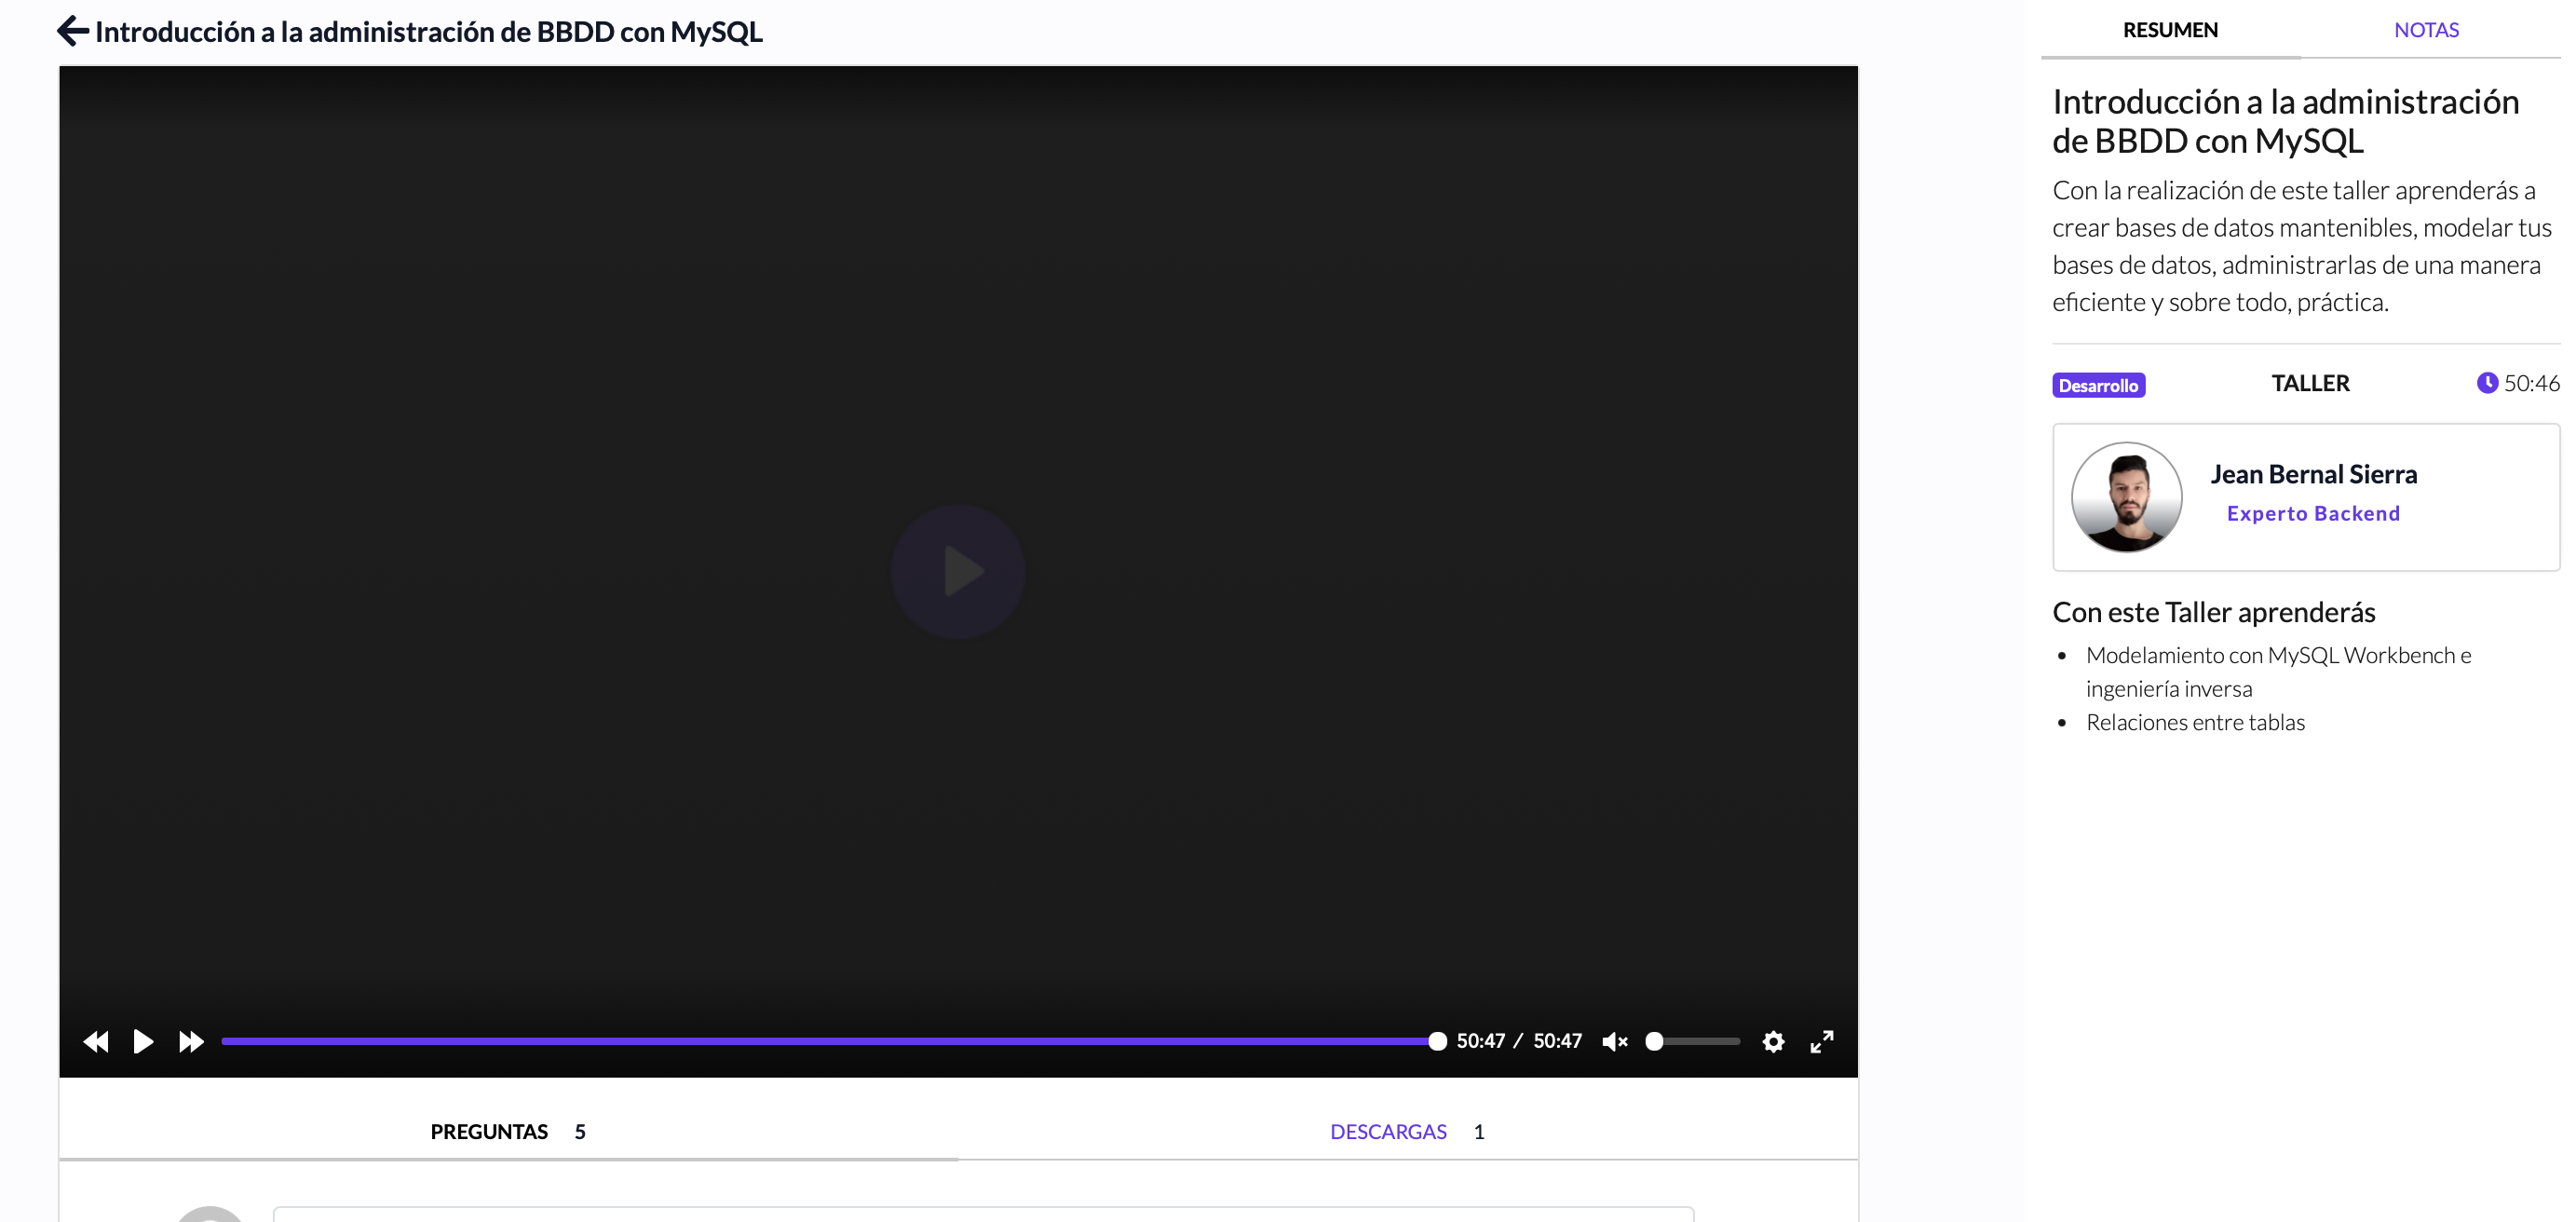 Introducción a la administración de BBDD con MySQL
50:47 / 50:47
PREGUNTAS 5
DESCARGAS 1
RESUMEN
NOTAS
Introducción a la administración
de BBDD con MySQL
Con la realización de este taller aprenderás a
crear bases de datos mantenibles, modelar tus
bases de datos, administrarlas de una manera
eficiente y sobre todo, práctica.
Desarrollo
TALLER
50:46
Jean Bernal Sierra
Experto Backend
Con este Taller aprenderás
Modelamiento con MySQL Workbench e
ingeniería inversa
Relaciones entre tablas